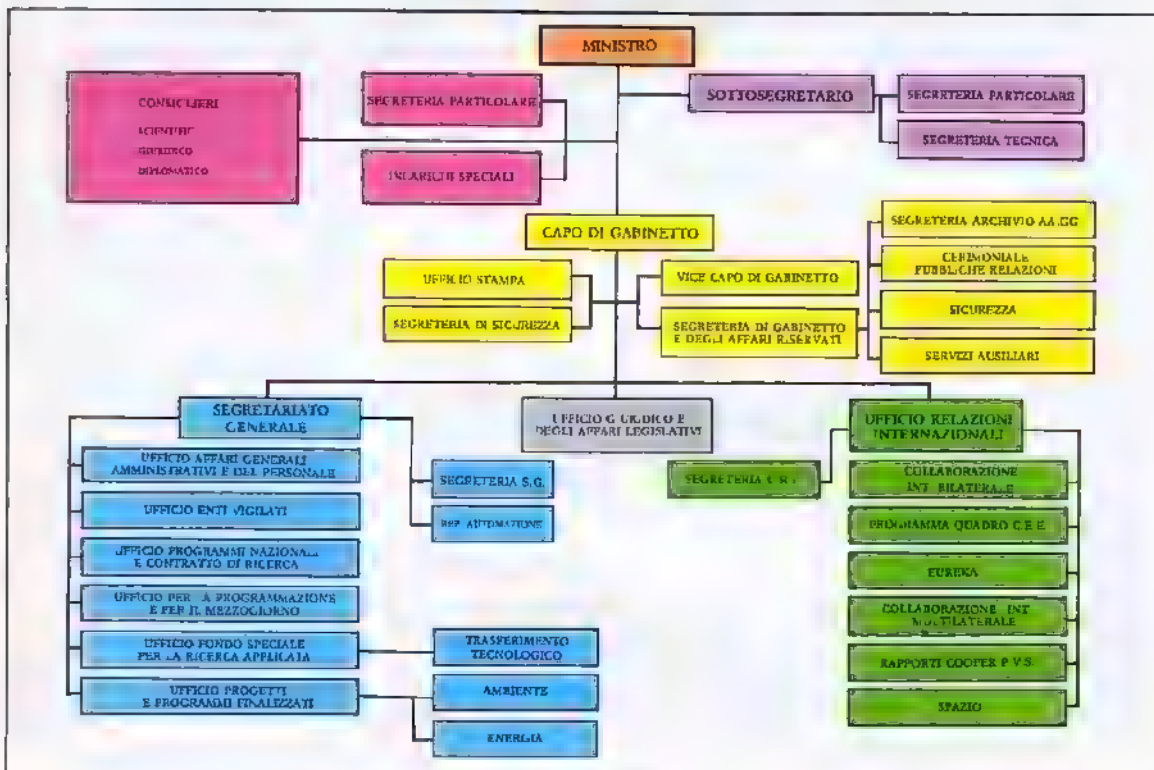 MINISTRO
CONSIGLIERI
SCIENTIFIC
GIURIDICO
DIPLOMATICO
SEGRETERIA PARTICOLARE
INCARICHI SPECIALI
SOTTOSEGRETARIO
SEGRETERIA PARTICOLARE
SEGRETERIA TECNICA
CAPO DI GABINETTO
UFFICIO STAMPA
SEGRETERIA DI SICUREZZA
VICE CAPO DI GABINETTO
SEGRETERIA DI GABINETTO
E DEGLI AFFARI RISERVATI
SEGRETERIA ARCHIVIO AA.GG
CERIMONIALE
PUBBLICHE RELAZIONI
SICUREZZA
SERVIZI AUSILIARI
SEGRETARIATO
GENERALE
UFFICIO AFFARI GENERALI
AMMINISTRATIVI E DEL PERSONALE
UFFICIO ENTI VIGILATI
UFFICIO PROGRAMMI NAZIONALI
E CONTRATTO DI RICERCA
UFFICIO PER LA PROGRAMMAZIONE
E PER IL MEZZOGIORNO
UFFICIO FONDO SPECIALE
PER LA RICERCA APPLICATA
UFFICIO PROGETTI
E PROGRAMMI FINALIZZATI
SEGRETERIA S.G.
REP. AUTOMAZIONE
TRASFERIMENTO
TECNOLOGICO
AMBIENTE
ENERGIA
UFFICIO GIURIDICO E
DEGLI AFFARI LEGISLATIVI
UFFICIO RELAZIONI
INTERNAZIONALI
SEGRETERIA U.R.I.
COLLABORAZIONE
INT. BILATERALE
PROGRAMMA QUADRO C.E.E.
EUREKA
COLLABORAZIONE INT
MULTILATERALE
RAPPORTI COOPER P.V.S.
SPAZIO